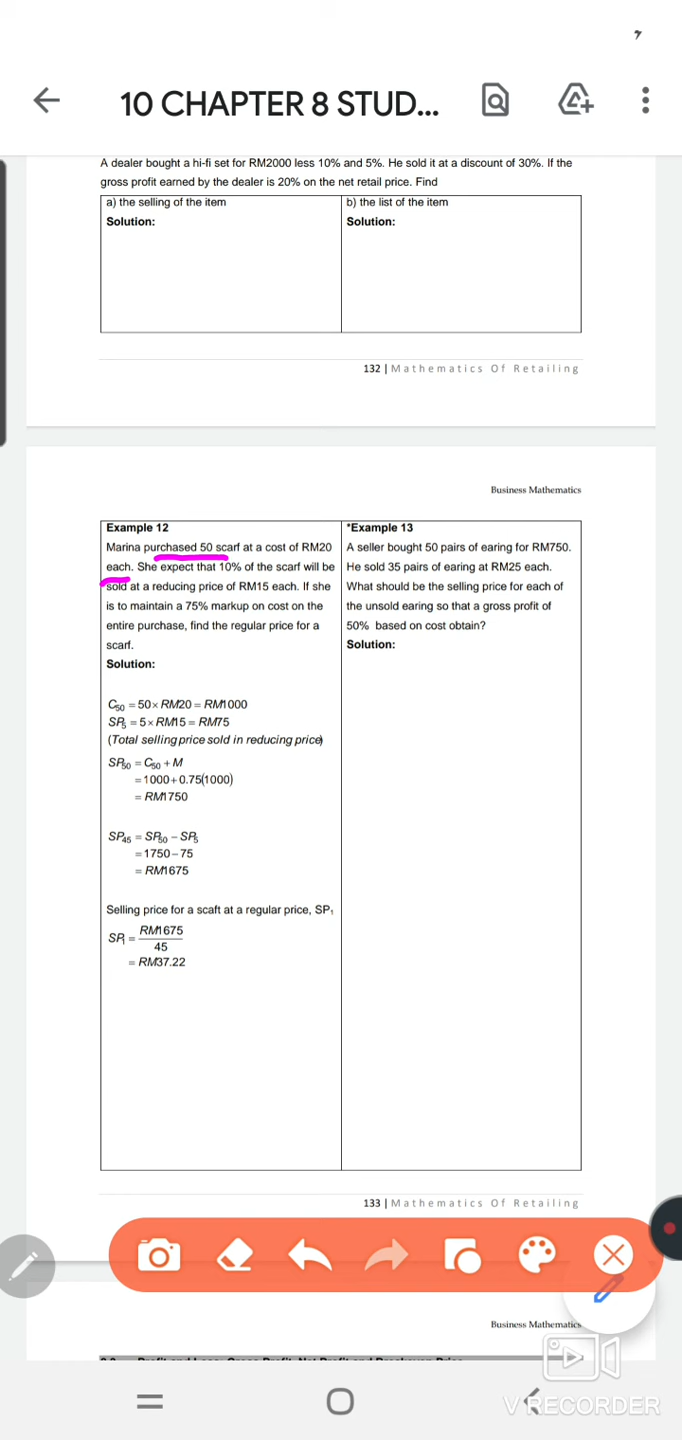 10 CHAPTER 8 STUD...
A dealer bought a hi-fi set for RM2000 less 10% and 5%. He sold it at a discount of 30%. If the
gross profit earned by the dealer is 20% on the net retail price. Find
a) the selling of the item
Solution:
b) the list of the item
Solution:
132 | Mathematics Of Retailing
Business Mathematics
Example 12
Marina purchased 50 scarf at a cost of RM20
each. She expect that 10% of the scarf will be
sold at a reducing price of RM15 each. If she
is to maintain a 75% markup on cost on the
entire purchase, find the regular price for a
scarf.
Solution:
C50 = 50 × RM20 = RM1000
SP5 = 5 × RM15 = RM75
(Total selling price sold in reducing price)
SP50 = C50 + M
= 1000 + 0.75(1000)
= RM1750
SP45 = SP50 − SP5
= 1750 − 75
= RM1675
Selling price for a scaft at a regular price, SP1
SP1 = RM1675
45
= RM37.22
*Example 13
A seller bought 50 pairs of earing for RM750.
He sold 35 pairs of earing at RM25 each.
What should be the selling price for each of
the unsold earing so that a gross profit of
50% based on cost obtain?
Solution:
133 | Mathematics Of Retailing
Business Mathematics
V RECORDER